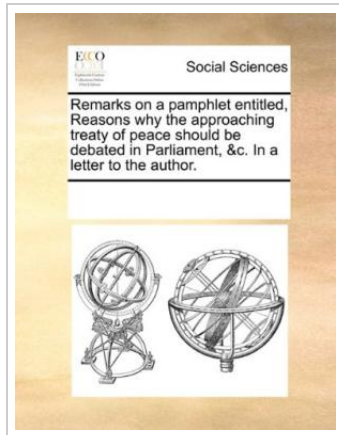 ECCO
Social Sciences
Remarks on a pamphlet entitled,
Reasons why the approaching
treaty of peace should be
debated in Parliament, &c. In a
letter to the author.